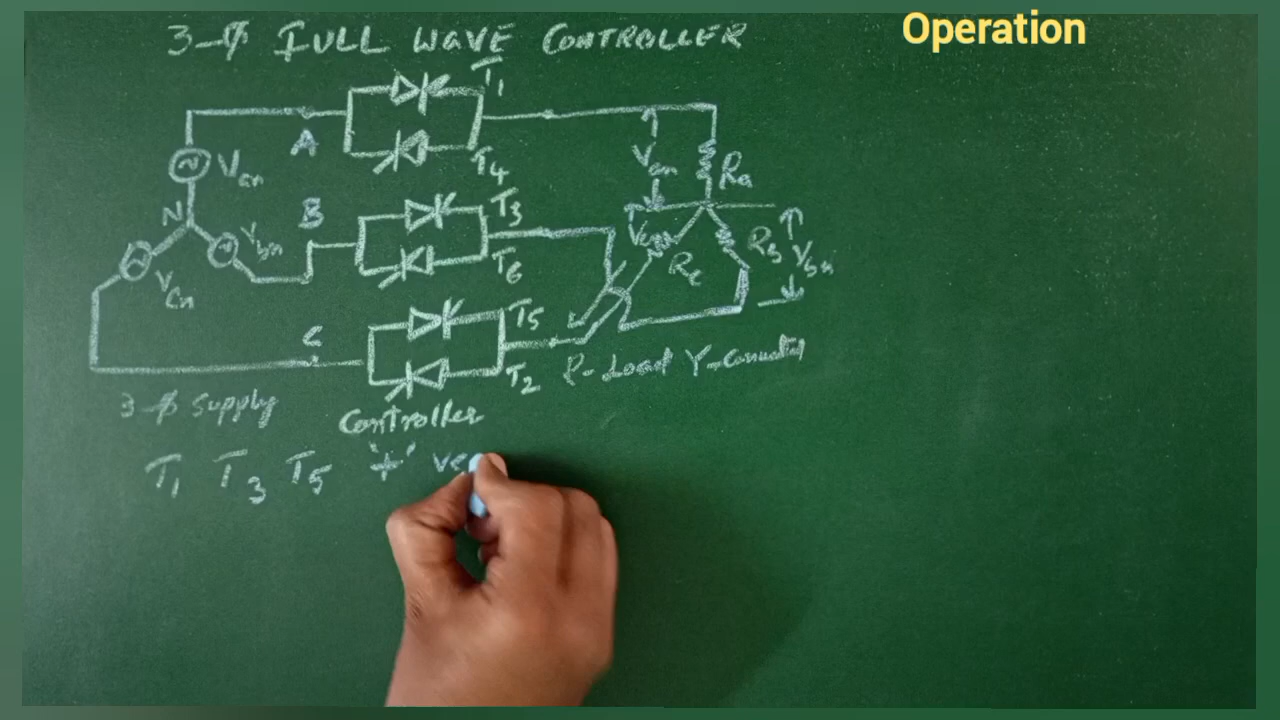 Operation
3-φ FULL WAVE CONTROLLER
T1
A
T4
Van
Van
Ra
N
B
T3
Vbn
T6
Vcn
Rc
Rb
Vbn
Vcn
C
T5
T2
R-Load Y-Connected
3-φ Supply
Controller
T1 T3 T5 '+' ve